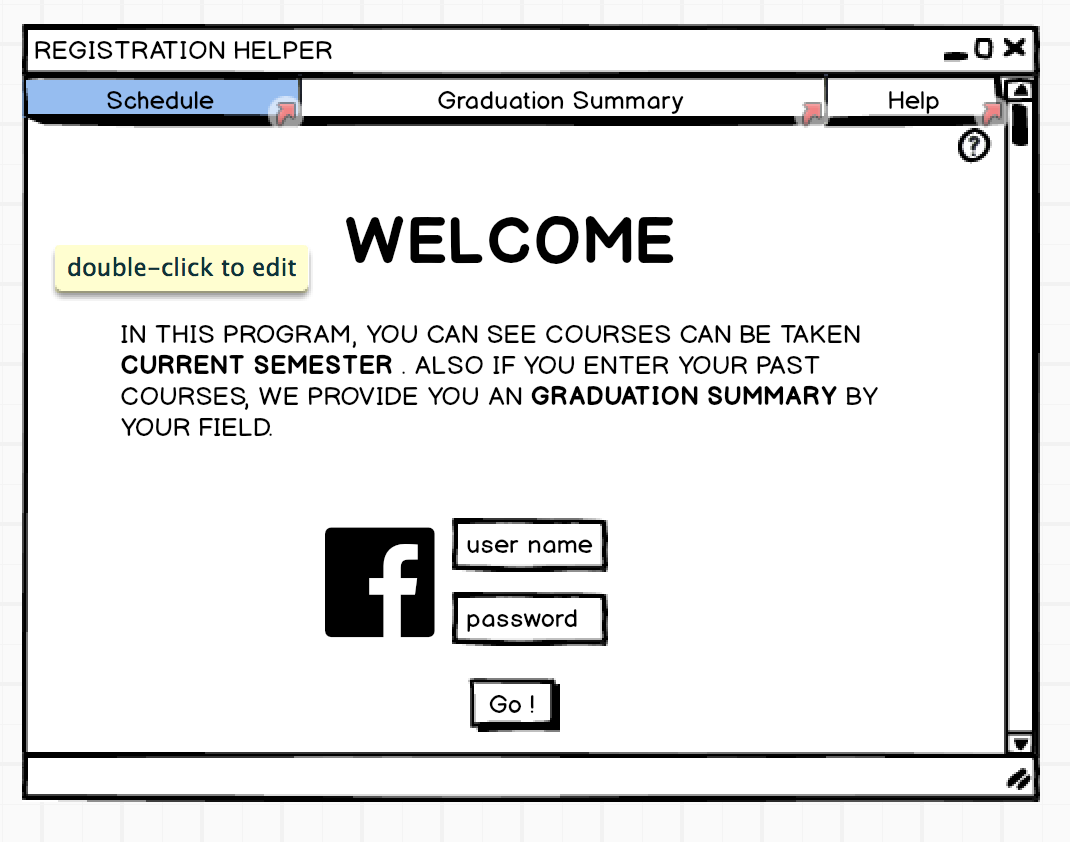 REGISTRATION HELPER
Schedule
Graduation Summary
Help
?
WELCOME
double-click to edit
IN THIS PROGRAM, YOU CAN SEE COURSES CAN BE TAKEN
CURRENT SEMESTER . ALSO IF YOU ENTER YOUR PAST
COURSES, WE PROVIDE YOU AN GRADUATION SUMMARY BY
YOUR FIELD.
f
user name
password
Go !